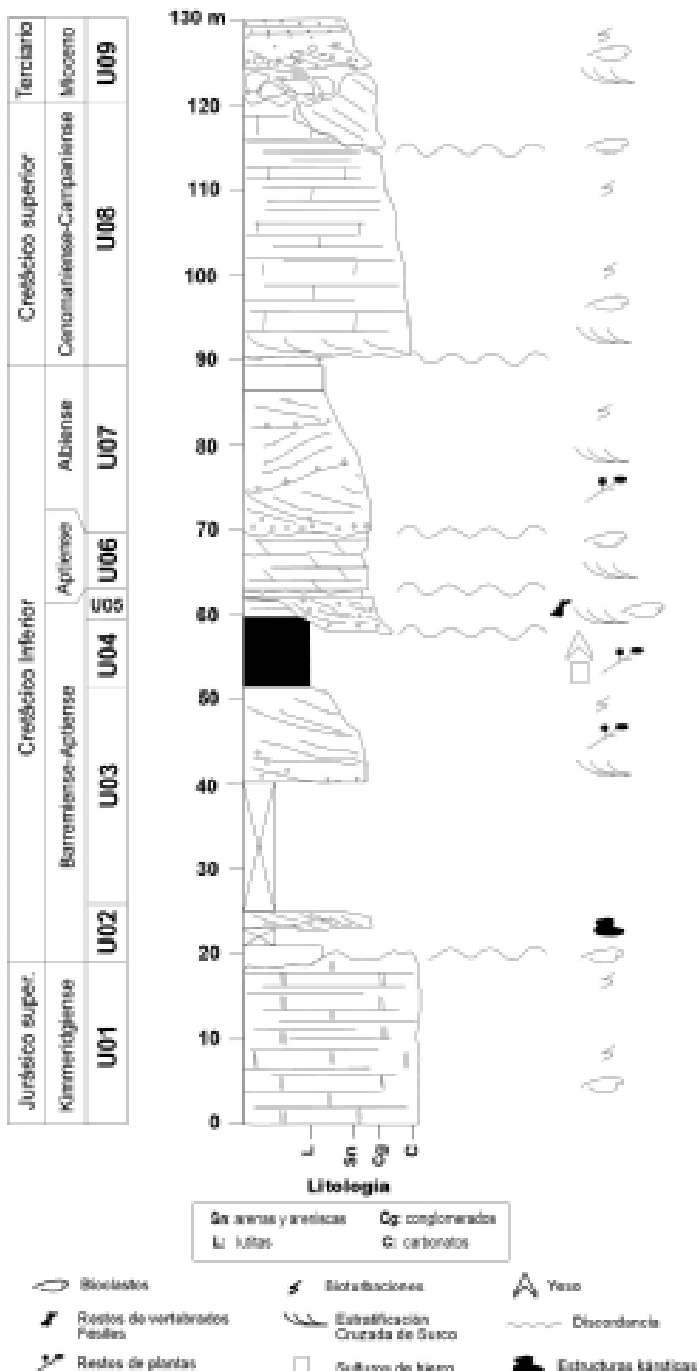 130 m
120
110
100
90
80
70
60
50
40
30
20
10
0
Terciario
Mioceno
U09
Cretácico superior
Cenomaniense-Campaniense
U08
Cretácico Inferior
Albiense
U07
Aptiense
U06
U05
Barremiense-Aptiense
U04
U03
U02
Jurásico super.
Kimmeridgiense
U01
L Sn Cg C
Litología
Sn: arenas y areniscas Cg: conglomerados
L: lutitas C: carbonatos
Bioclastos Bioturbaciones Yeso
Restos de vertebrados Fósiles
Estratificación Cruzada de Surco
Discordancia
Restos de plantas Sulfuros de hierro Estructuras kársticas